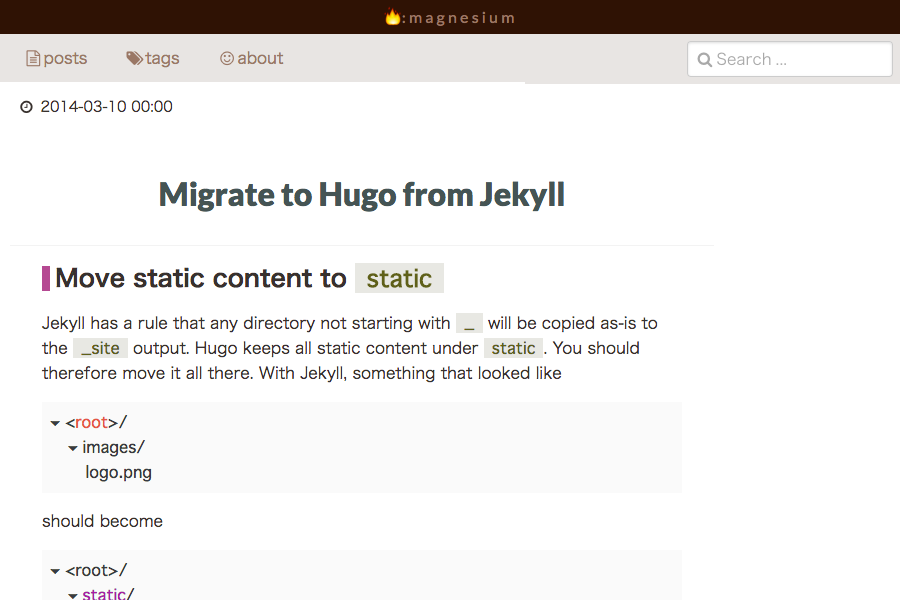 🔥:magnesium
posts tags about Search ...
2014-03-10 00:00
Migrate to Hugo from Jekyll
Move static content to static
Jekyll has a rule that any directory not starting with _ will be copied as-is to
the _site output. Hugo keeps all static content under static. You should
therefore move it all there. With Jekyll, something that looked like
▾ <root>/
▾ images/
logo.png
should become
▾ <root>/
▾ static/